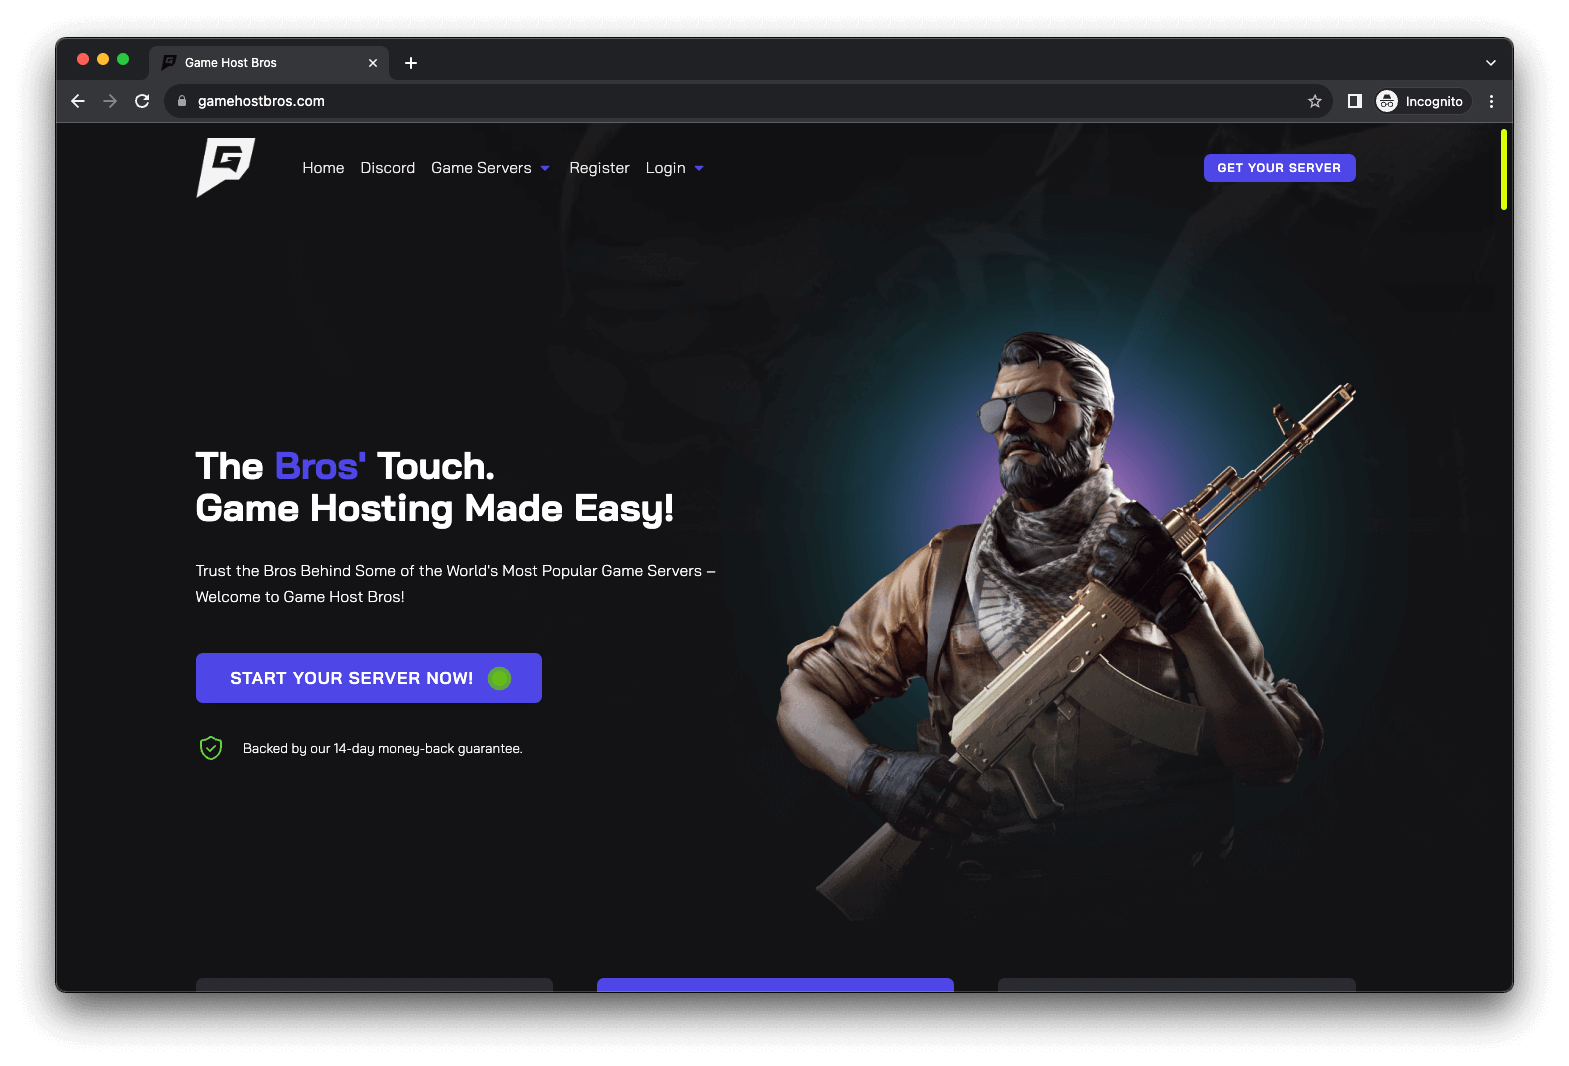 Game Host Bros
gamehostbros.com
Incognito
Home Discord Game Servers Register Login
GET YOUR SERVER
The Bros' Touch.
Game Hosting Made Easy!
Trust the Bros Behind Some of the World's Most Popular Game Servers –
Welcome to Game Host Bros!
START YOUR SERVER NOW!
Backed by our 14-day money-back guarantee.